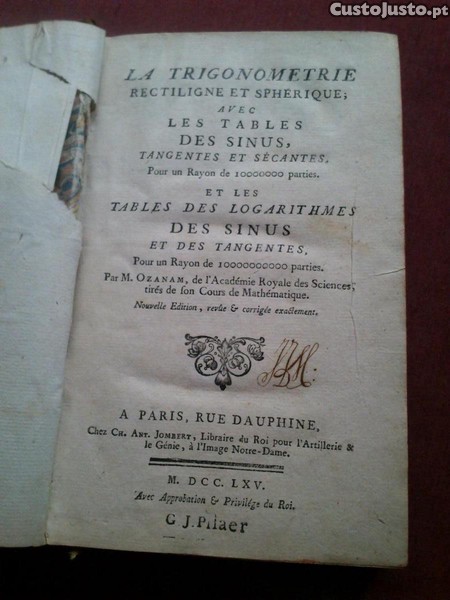 CustoJusto.pt
LA TRIGONOMETRIE
RECTILIGNE ET SPHERIQUE;
AVEC
LES TABLES
DES SINUS,
TANGENTES ET SÉCANTES,
Pour un Rayon de 10000000 parties.
ET LES
TABLES DES LOGARITHMES
DES SINUS
ET DES TANGENTES,
Pour un Rayon de 10000000000 parties.
Par M. OZANAM, de l'Académie Royale des Sciences,
tirés de son Cours de Mathématique.
Nouvelle Edition, revûe & corrigée exactement.
A PARIS, RUE DAUPHINE,
Chez CH. ANT. JOMBERT, Libraire du Roi pour l'Artillerie &
le Génie, à l'Image Notre-Dame.
M. DCC. LXV.
Avec Approbation & Privilége du Roi.
G J. Pilaer